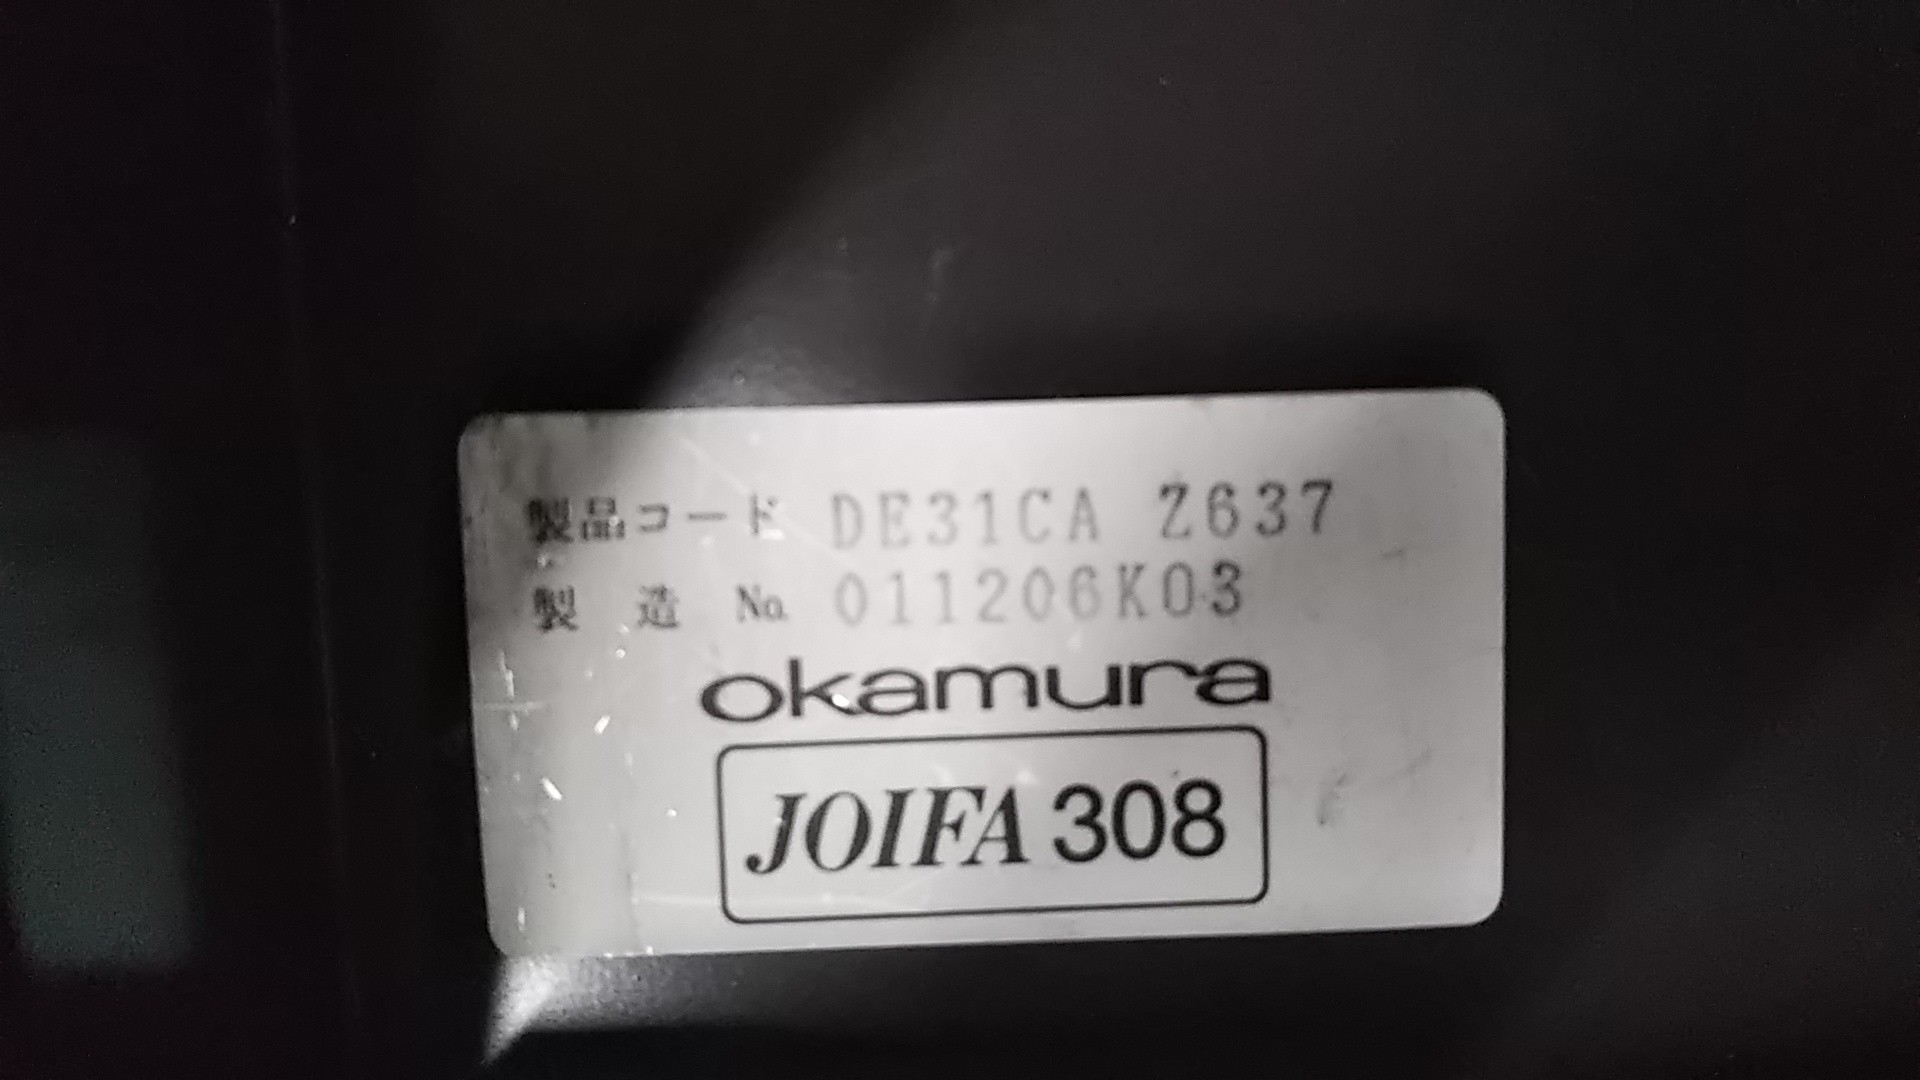 製品コード DE31CA Z637
製 造 No. 011206K03
okamura
JOIFA 308